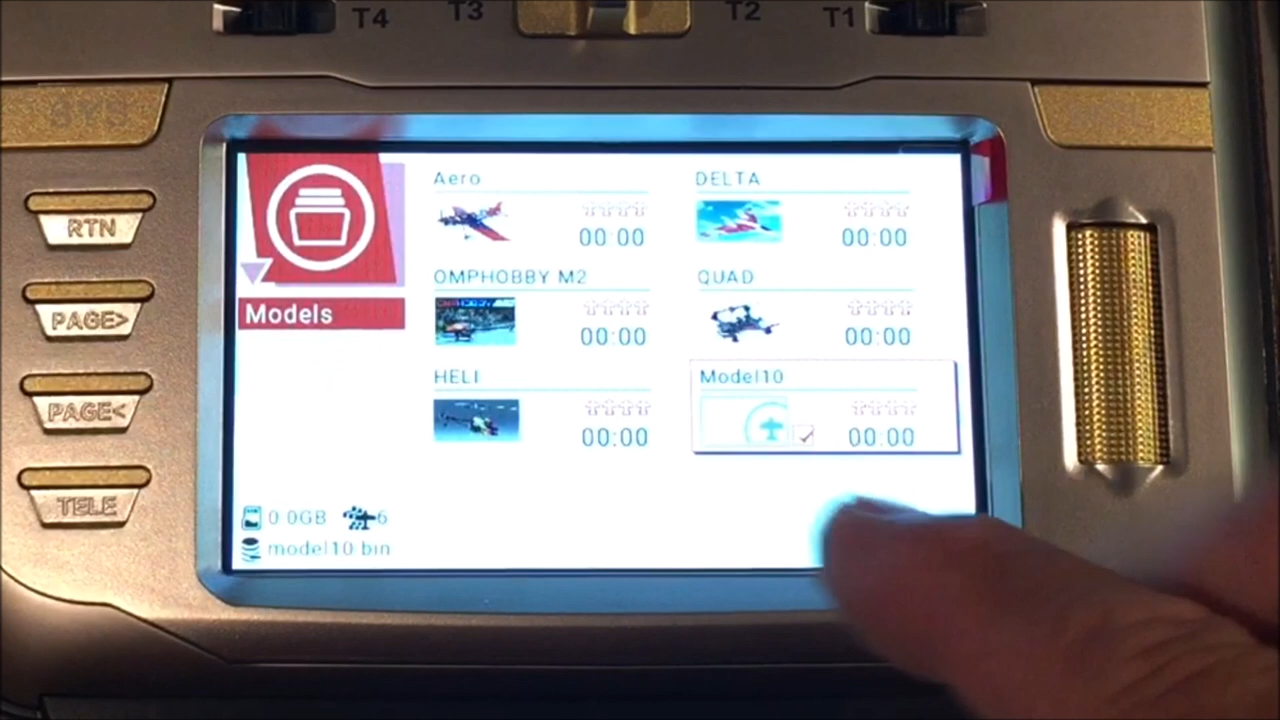 T4 T3 T2 T1
SYS
RTN
PAGE>
PAGE<
TELE
Models
Aero
00:00
DELTA
00:00
OMPHOBBY M2
00:00
QUAD
00:00
HELI
00:00
Model10
00:00
0.0GB 6
model10.bin